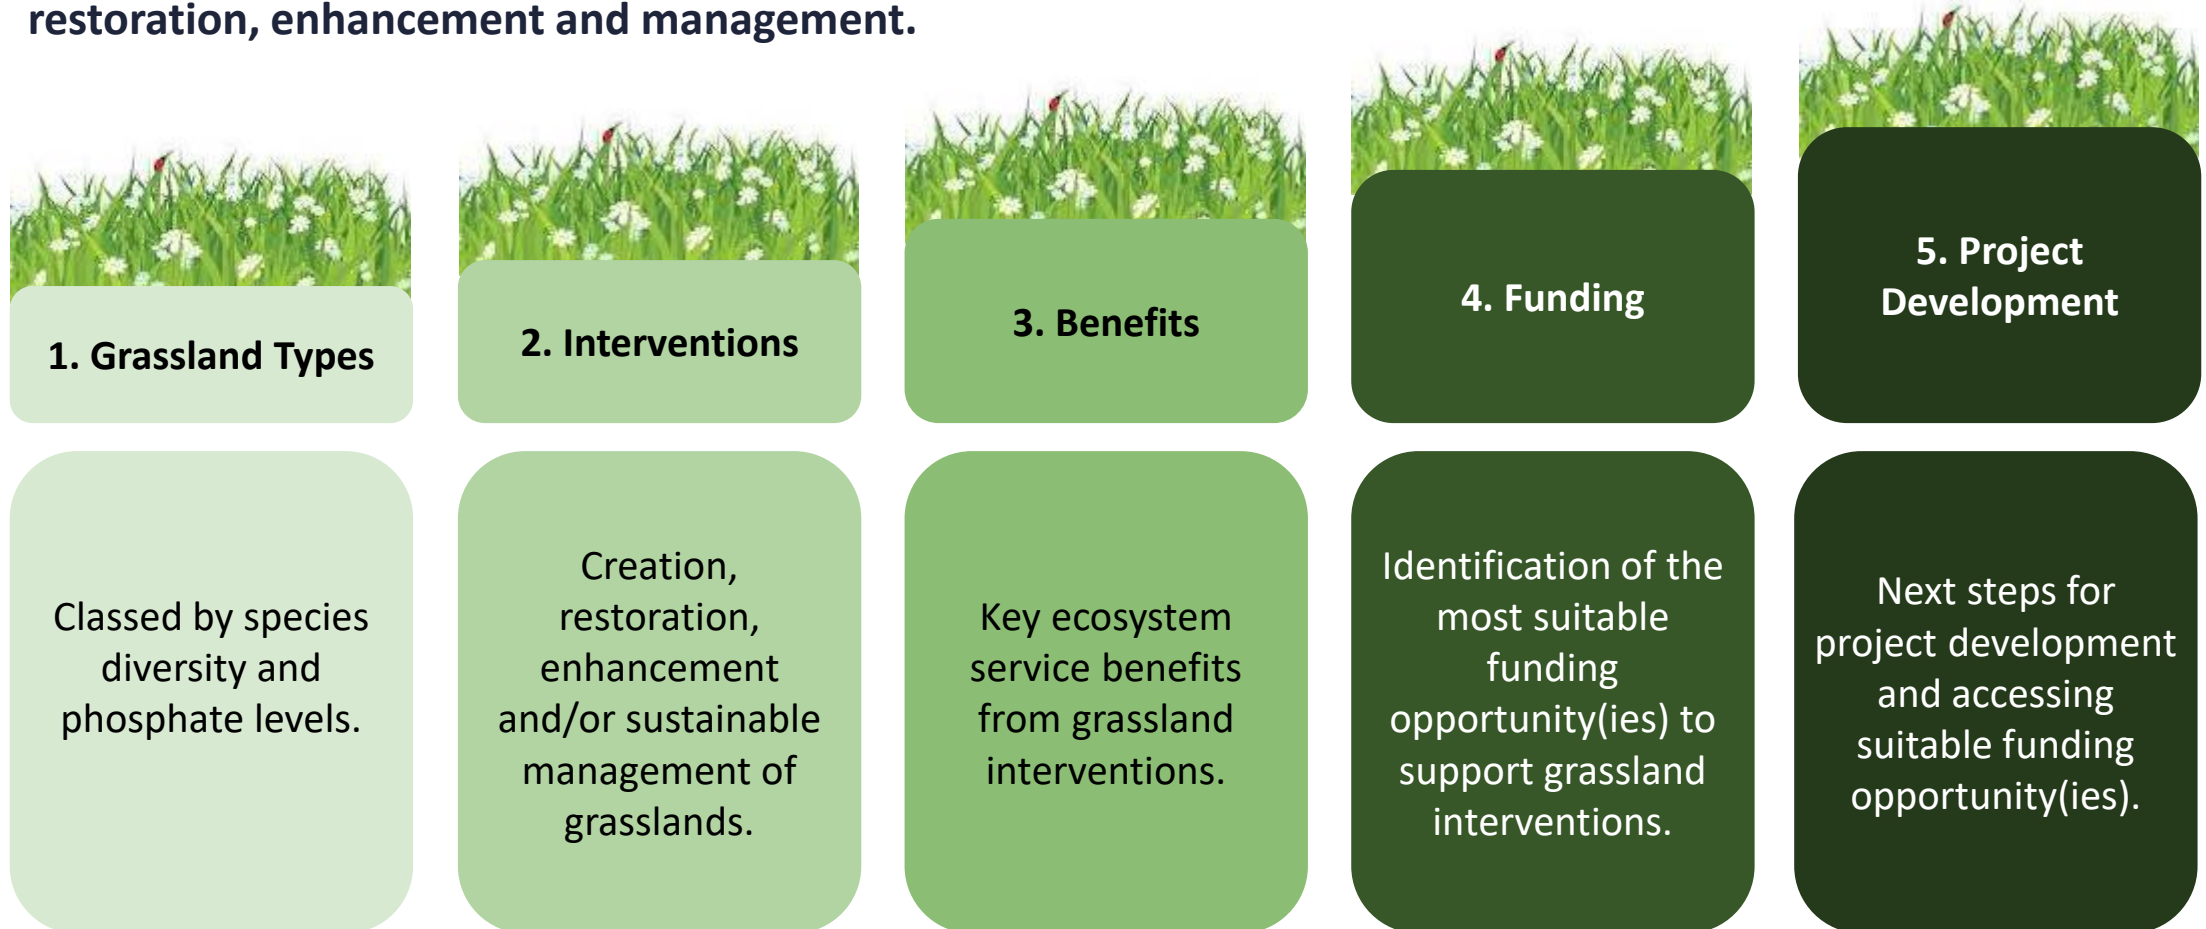 restoration, enhancement and management.
1. Grassland Types
2. Interventions
3. Benefits
4. Funding
5. Project
Development
Classed by species
diversity and
phosphate levels.
Creation,
restoration,
enhancement
and/or sustainable
management of
grasslands.
Key ecosystem
service benefits
from grassland
interventions.
Identification of the
most suitable
funding
opportunity(ies) to
support grassland
interventions.
Next steps for
project development
and accessing
suitable funding
opportunity(ies).